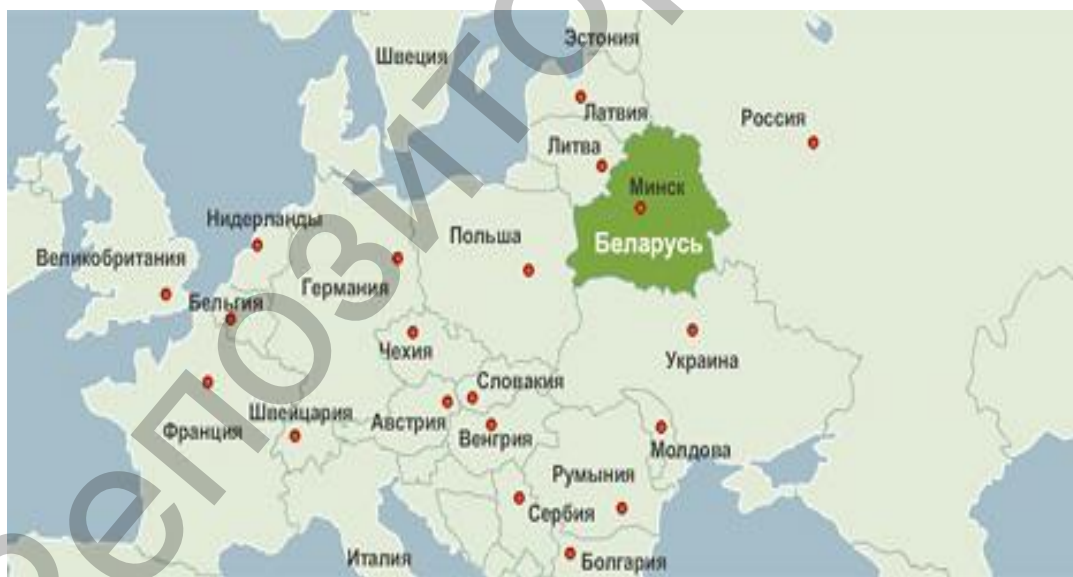 Эстония
Швеция
Латвия
Россия
Литва
Минск
Нидерланды
Польша
Беларусь
Великобритания
Германия
Бельгия
Чехия
Украина
Словакия
Швейцария
Австрия
Франция
Венгрия
Молдова
Румыния
Сербия
Италия
Болгария
РЕПОЗИТО